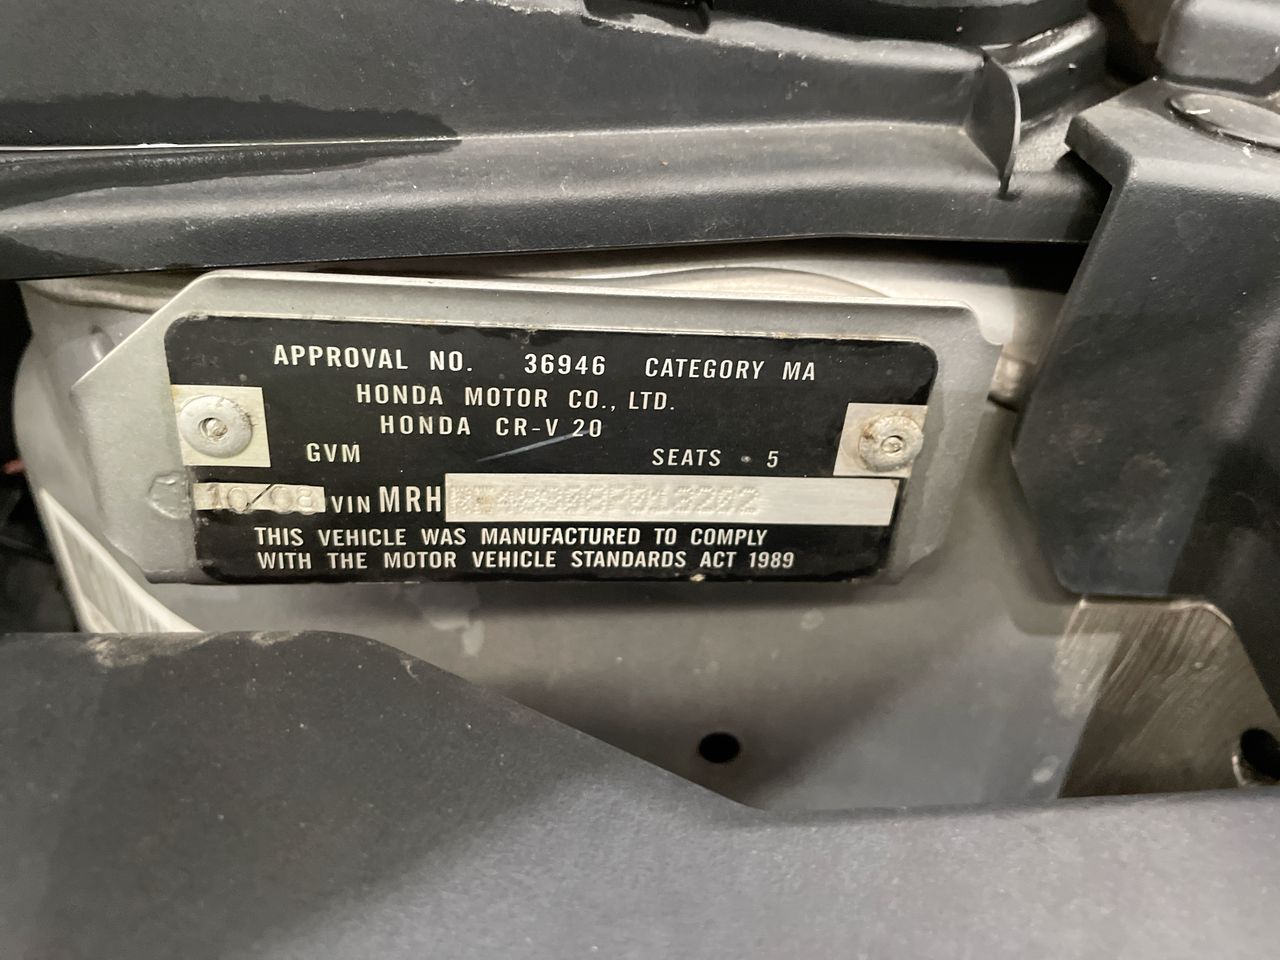 APPROVAL NO. 36946 CATEGORY MA
HONDA MOTOR CO., LTD.
HONDA CR-V 20
GVM SEATS 5
10/08 VIN MRH
THIS VEHICLE WAS MANUFACTURED TO COMPLY
WITH THE MOTOR VEHICLE STANDARDS ACT 1989